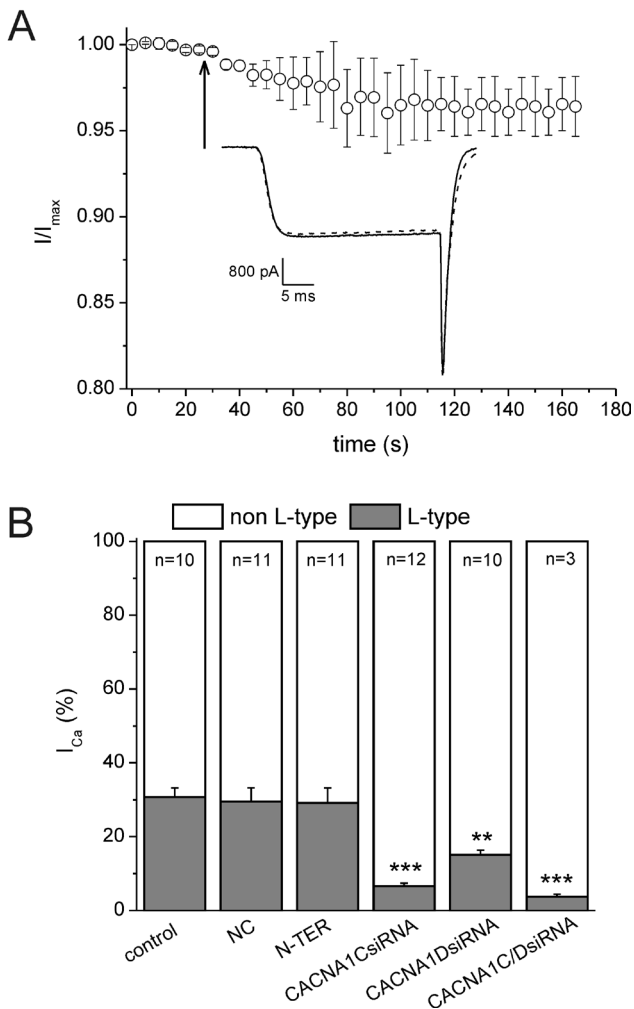 A
1.00
0.95
0.90
0.85
0.80
I/Imax
800 pA
5 ms
0 20 40 60 80 100 120 140 160 180
time (s)
B
non L-type L-type
100
80
60
40
20
0
ICa (%)
n=10 n=11 n=11 n=12 n=10 n=3
*** ** ***
control NC N-TER CACNA1CsiRNA CACNA1DsiRNA CACNA1C/DsiRNA